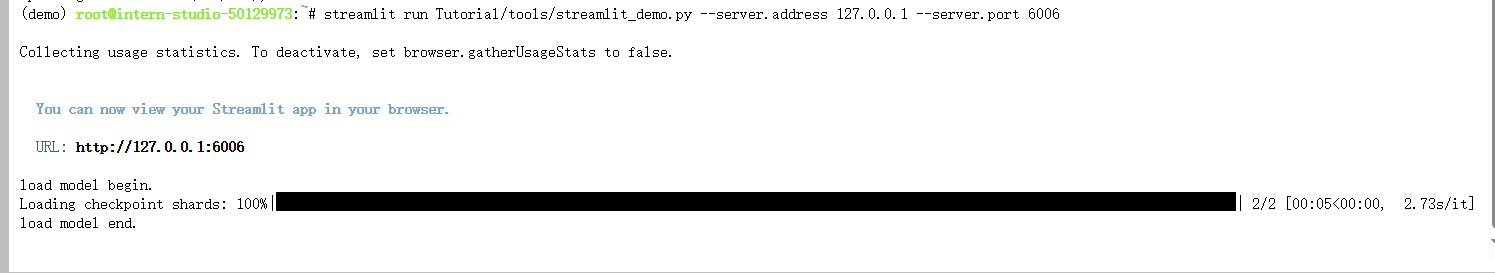 (demo) root@intern-studio-50129973:~# streamlit run Tutorial/tools/streamlit_demo.py --server.address 127.0.0.1 --server.port 6006
Collecting usage statistics. To deactivate, set browser.gatherUsageStats to false.
You can now view your Streamlit app in your browser.
URL: http://127.0.0.1:6006
load model begin.
Loading checkpoint shards: 100%| | 2/2 [00:05<00:00, 2.73s/it]
load model end.